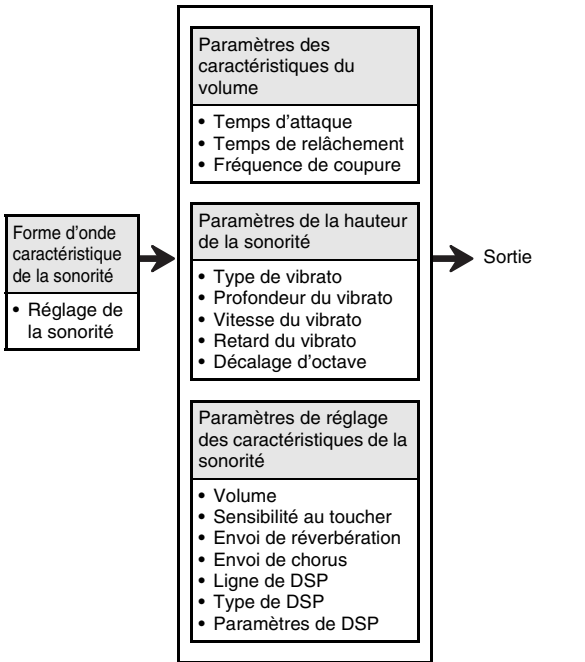 Forme d'onde
caractéristique
de la sonorité
• Réglage de
la sonorité
Paramètres des
caractéristiques du
volume
• Temps d'attaque
• Temps de relâchement
• Fréquence de coupure
Paramètres de la hauteur
de la sonorité
• Type de vibrato
• Profondeur du vibrato
• Vitesse du vibrato
• Retard du vibrato
• Décalage d'octave
Paramètres de réglage
des caractéristiques de la
sonorité
• Volume
• Sensibilité au toucher
• Envoi de réverbération
• Envoi de chorus
• Ligne de DSP
• Type de DSP
• Paramètres de DSP
Sortie